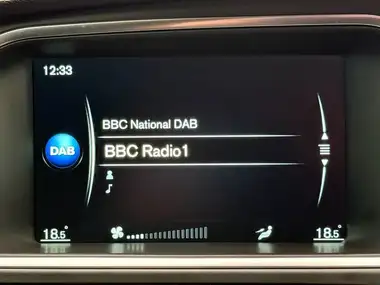 12:33
BBC National DAB
DAB
BBC Radio1
18.5°
18.5°